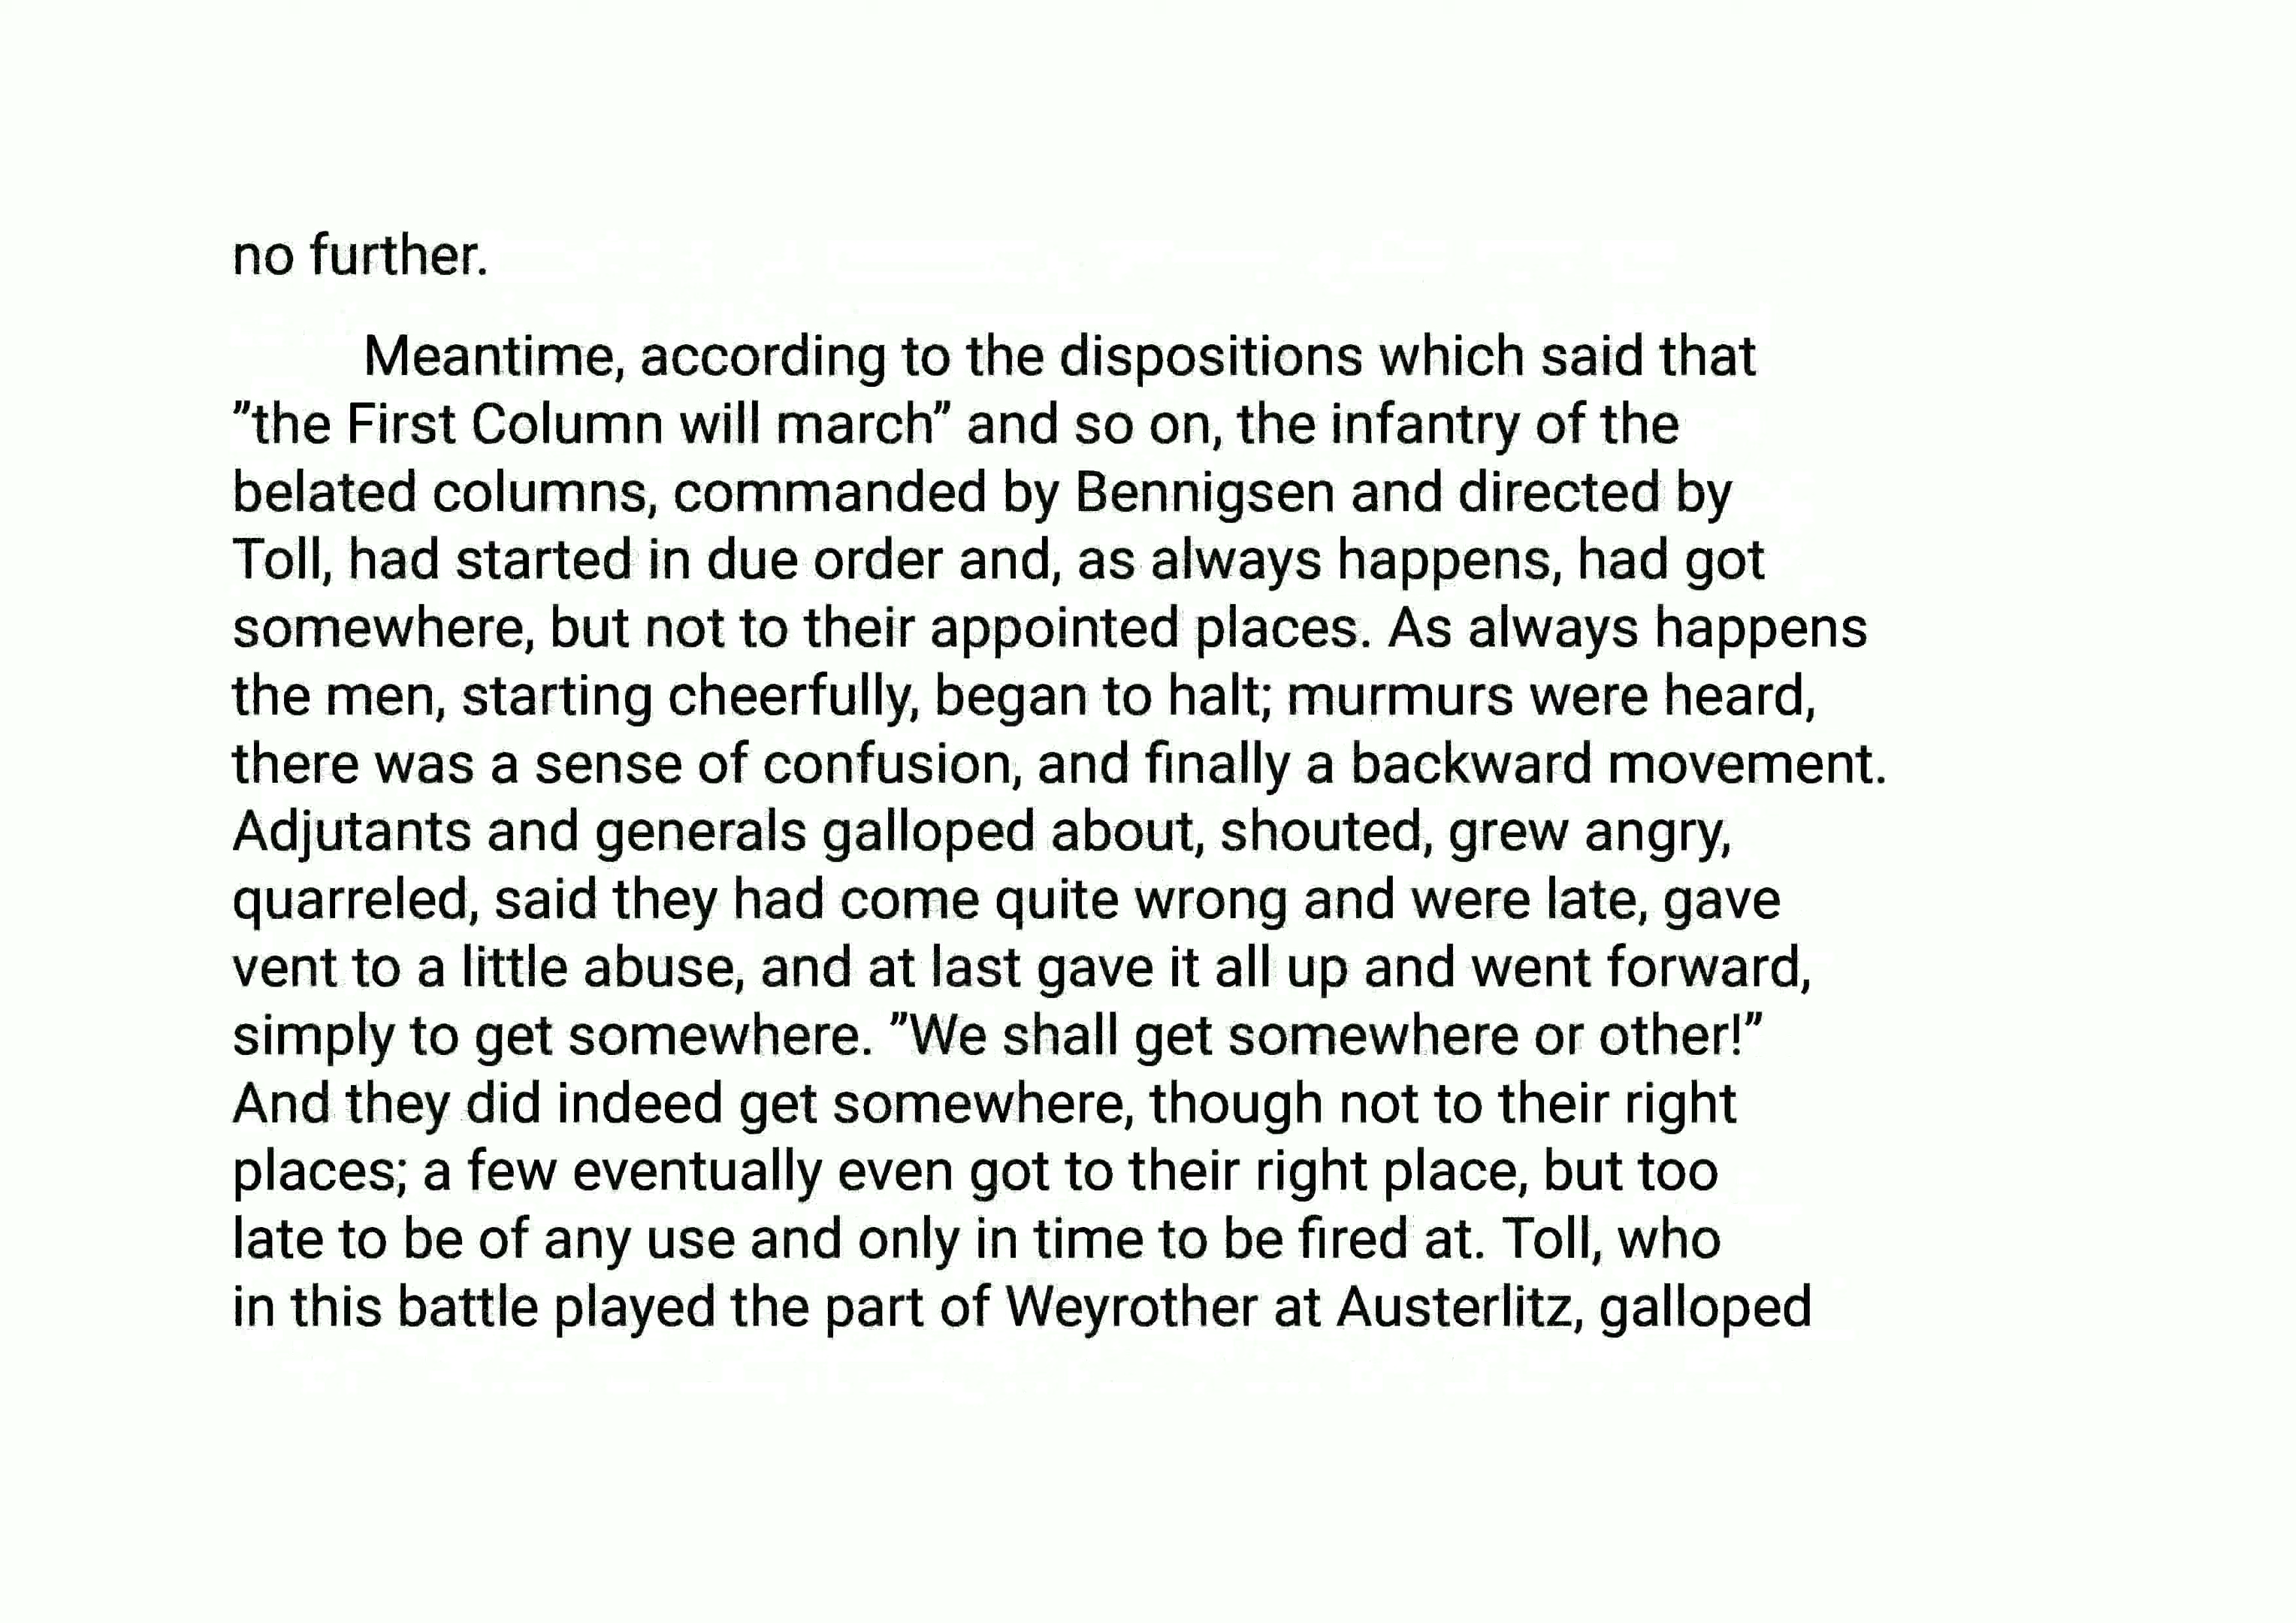 no further.
Meantime, according to the dispositions which said that
"the First Column will march" and so on, the infantry of the
belated columns, commanded by Bennigsen and directed by
Toll, had started in due order and, as always happens, had got
somewhere, but not to their appointed places. As always happens
the men, starting cheerfully, began to halt; murmurs were heard,
there was a sense of confusion, and finally a backward movement.
Adjutants and generals galloped about, shouted, grew angry,
quarreled, said they had come quite wrong and were late, gave
vent to a little abuse, and at last gave it all up and went forward,
simply to get somewhere. "We shall get somewhere or other!"
And they did indeed get somewhere, though not to their right
places; a few eventually even got to their right place, but too
late to be of any use and only in time to be fired at. Toll, who
in this battle played the part of Weyrother at Austerlitz, galloped